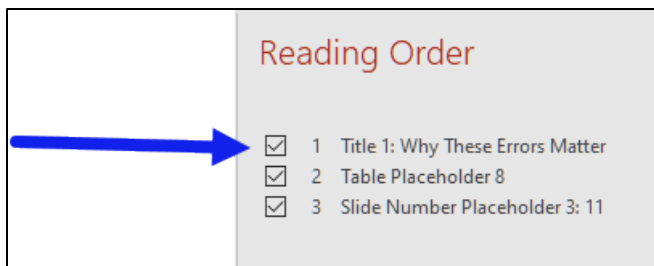 Reading Order
1 Title 1: Why These Errors Matter
2 Table Placeholder 8
3 Slide Number Placeholder 3: 11